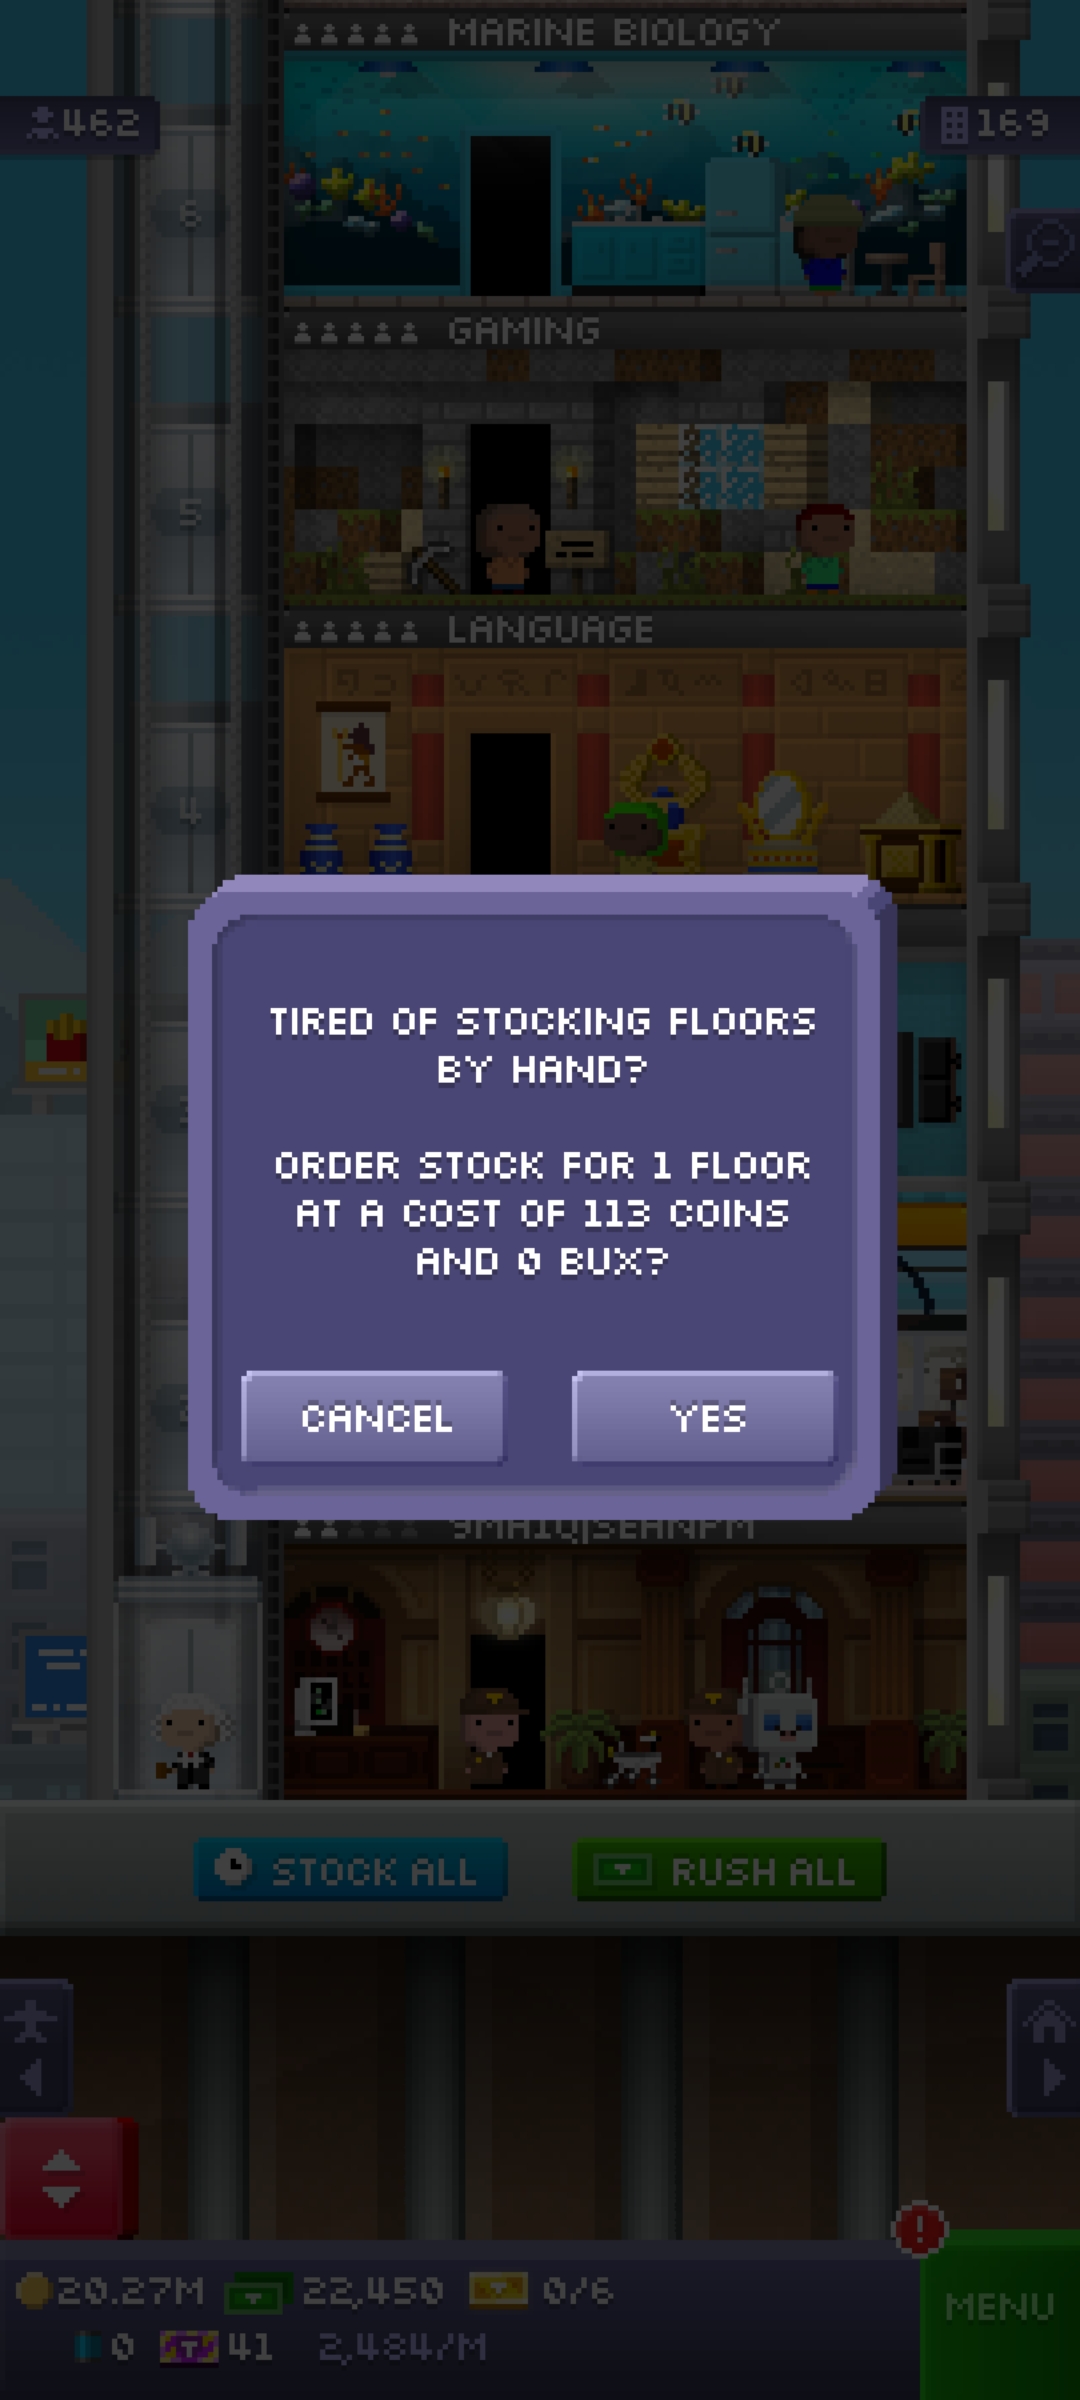 MARINE BIOLOGY
462
169
6
GAMING
5
LANGUAGE
4
TIRED OF STOCKING FLOORS
BY HAND?
ORDER STOCK FOR 1 FLOOR
AT A COST OF 113 COINS
AND 0 BUX?
CANCEL
YES
STOCK ALL
RUSH ALL
20.27M
22,450
0/6
MENU
0
41
2,484/M